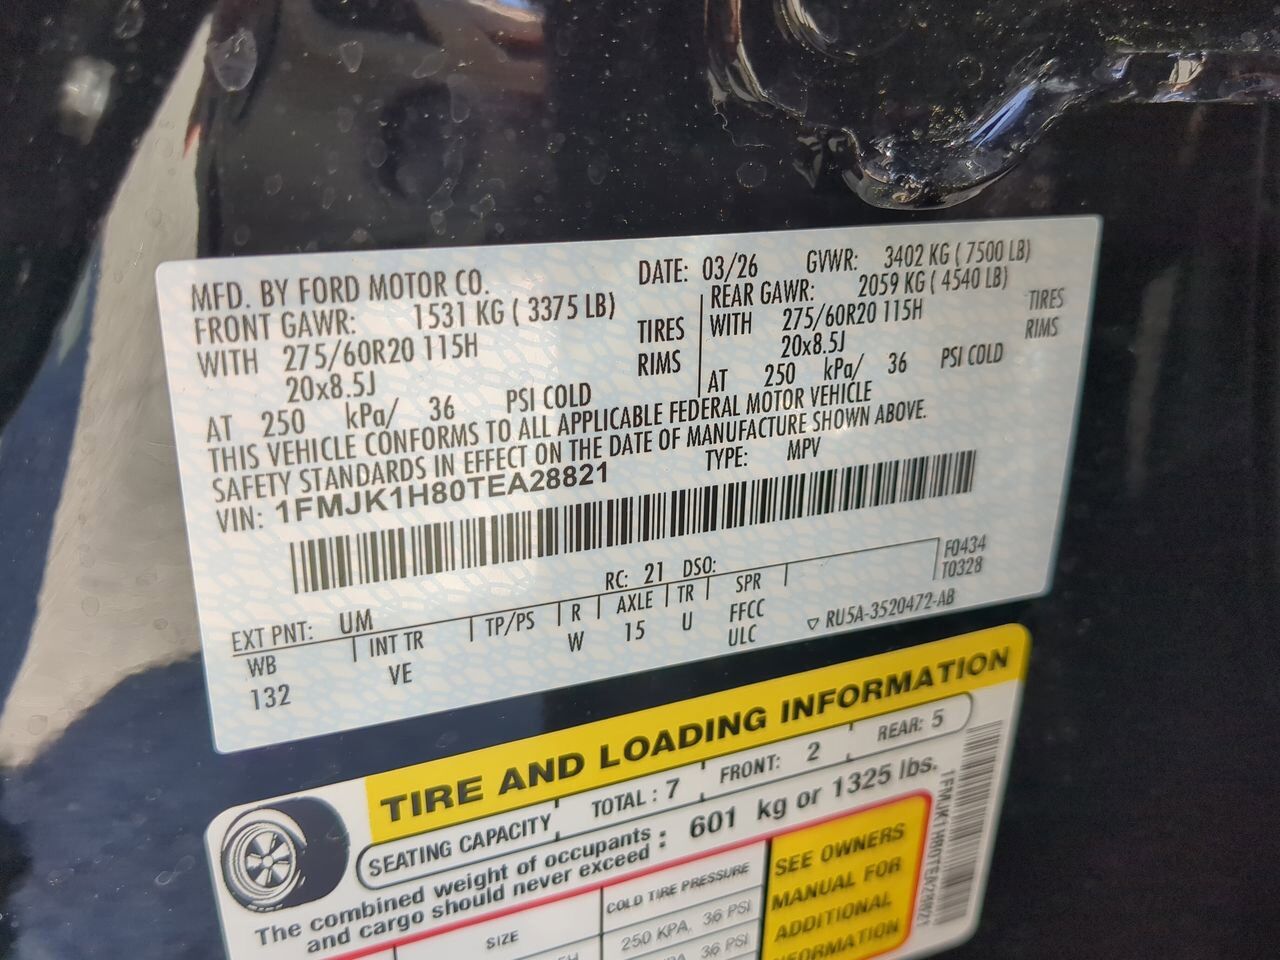 MFD. BY FORD MOTOR CO. DATE: 03/26 GVWR: 3402 KG ( 7500 LB)
FRONT GAWR: 1531 KG ( 3375 LB) REAR GAWR: 2059 KG ( 4540 LB)
WITH 275/60R20 115H TIRES WITH 275/60R20 115H TIRES
20x8.5J RIMS 20x8.5J RIMS
AT 250 kPa/ 36 PSI COLD AT 250 kPa/ 36 PSI COLD
THIS VEHICLE CONFORMS TO ALL APPLICABLE FEDERAL MOTOR VEHICLE
SAFETY STANDARDS IN EFFECT ON THE DATE OF MANUFACTURE SHOWN ABOVE.
VIN: 1FMJK1H80TEA28821 TYPE: MPV
F0434
T0328
EXT PNT: UM RC: 21 DSO:
WB INT TR TP/PS R AXLE TR SPR
132 VE W 15 U FFCC
ULC
▽ RU5A-3520472-AB
TIRE AND LOADING INFORMATION
SEATING CAPACITY TOTAL : 7 FRONT: 2 REAR: 5
The combined weight of occupants : 601 kg or 1325 lbs.
and cargo should never exceed :
SIZE COLD TIRE PRESSURE
250 KPA, 36 PSI
36 PSI
SEE OWNERS
MANUAL FOR
ADDITIONAL
INFORMATION
1FMJK1H80TEA28821